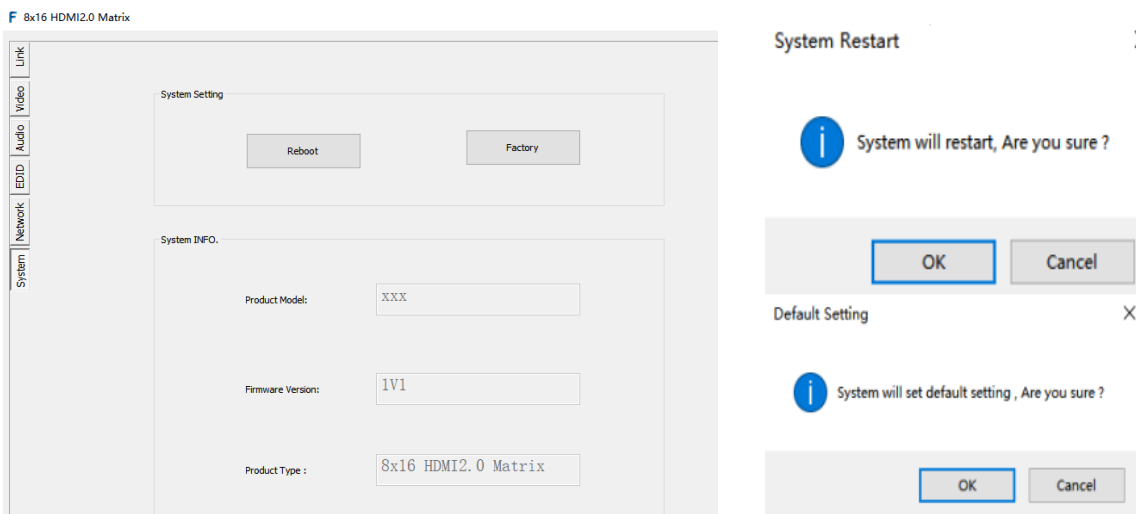 F 8x16 HDMI2.0 Matrix
Link
Video
Audio
EDID
Network
System
System Setting
Reboot
Factory
System INFO.
Product Model:
xxx
Firmware Version:
1V1
Product Type :
8x16 HDMI2.0 Matrix
System Restart
System will restart, Are you sure ?
OK
Cancel
Default Setting
X
System will set default setting , Are you sure ?
OK
Cancel